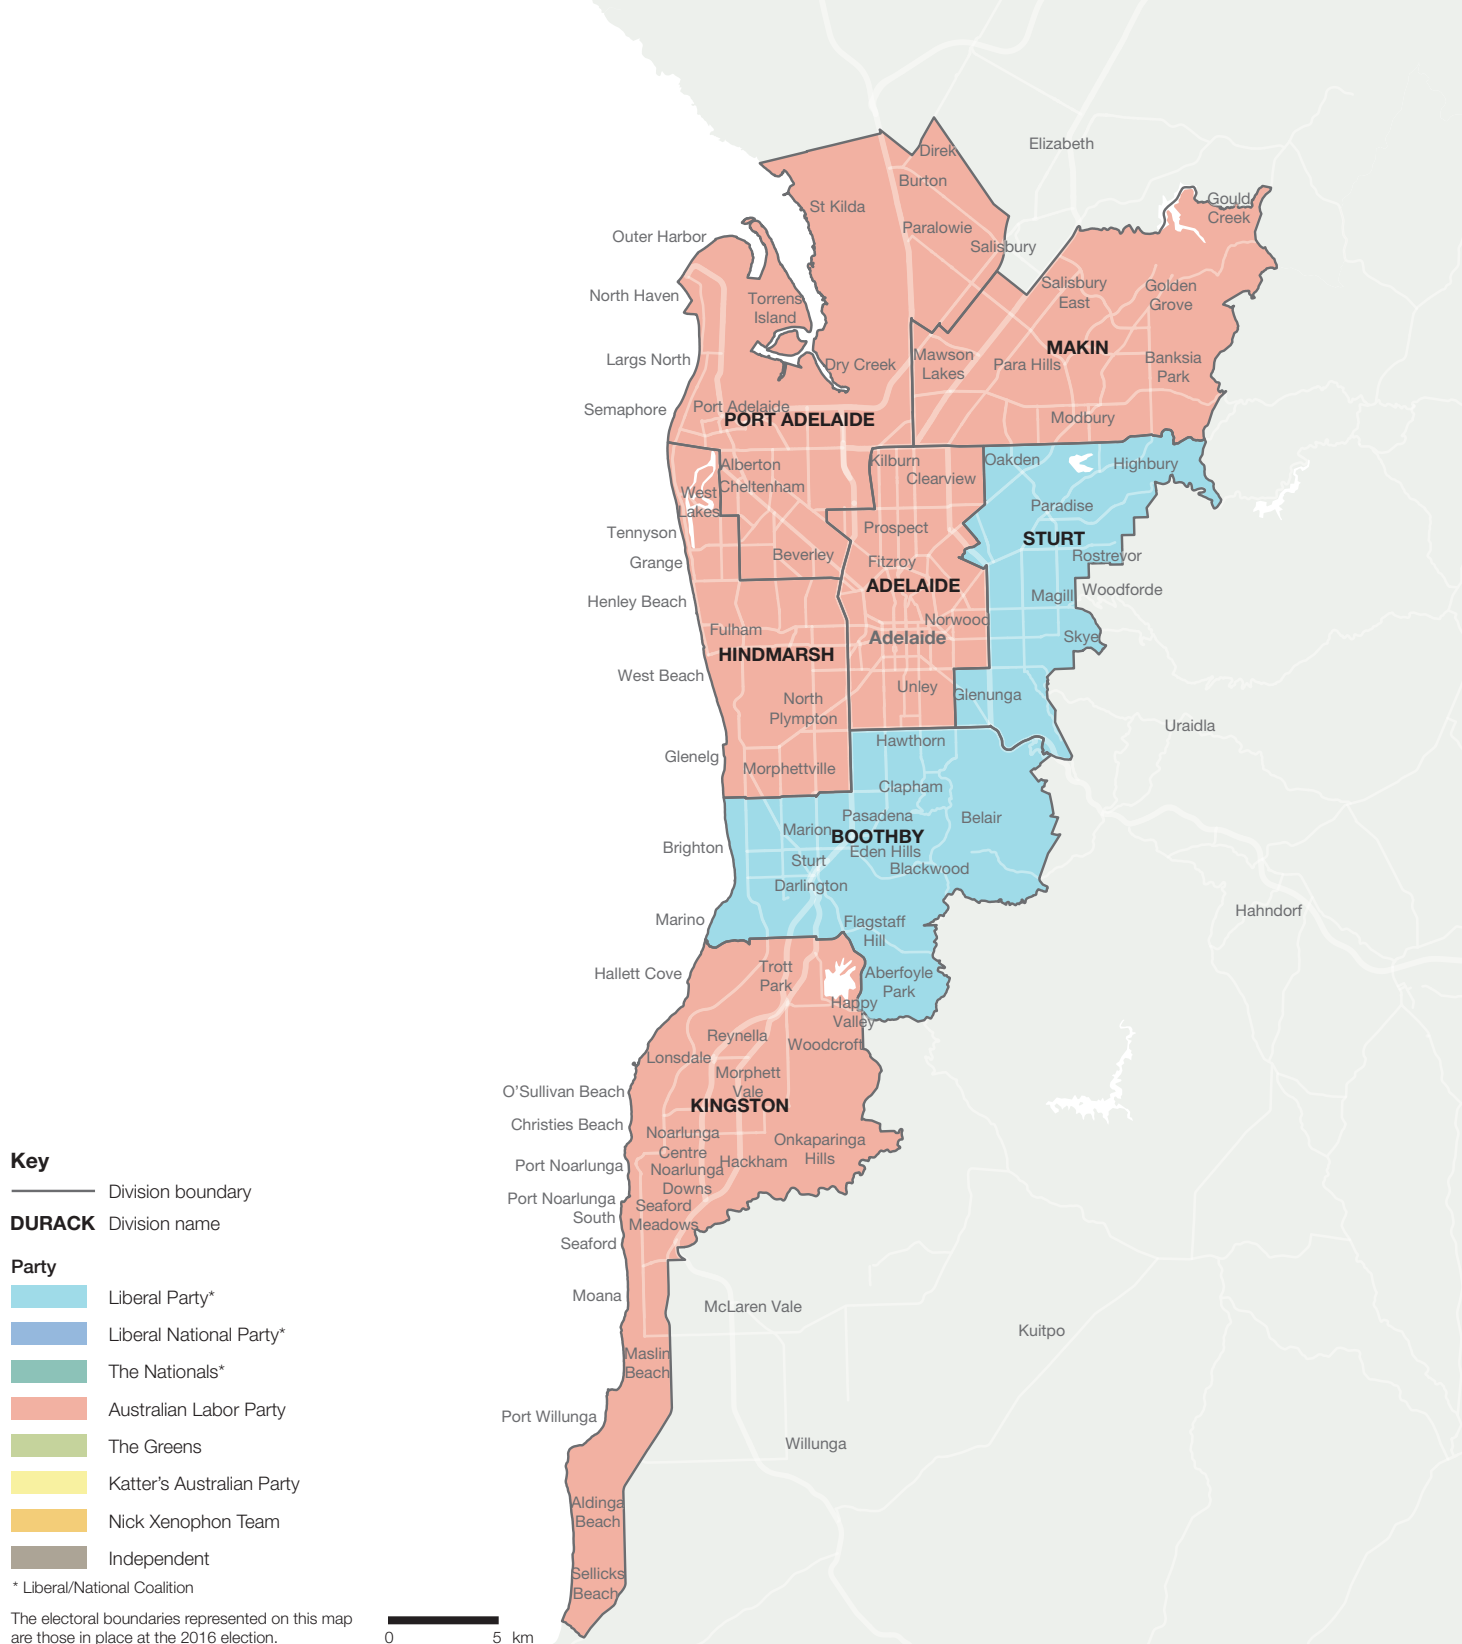 Elizabeth
Direk
Burton
Gould
Creek
St Kilda
Paralowie
Outer Harbor
Salisbury
Salisbury
East
Golden
Grove
North Haven
Torrens
Island
MAKIN
Mawson
Lakes
Para Hills
Banksia
Park
Largs North
Dry Creek
Semaphore
Port Adelaide
PORT ADELAIDE
Modbury
Alberton
Kilburn
Oakden
Highbury
Clearview
Cheltenham
West
Lakes
Paradise
Tennyson
Prospect
STURT
Grange
Beverley
Fitzroy
Rostrevor
ADELAIDE
Magill
Woodforde
Henley Beach
Norwood
Fulham
Adelaide
Skye
HINDMARSH
West Beach
Unley
Glenunga
North
Plympton
Uraidla
Hawthorn
Glenelg
Morphettville
Clapham
Pasadena
Belair
Marion
BOOTHBY
Brighton
Eden Hills
Sturt
Blackwood
Darlington
Hahndorf
Marino
Flagstaff
Hill
Hallett Cove
Trott
Park
Aberfoyle
Park
Happy
Valley
Reynella
Woodcroft
Lonsdale
Morphett
Vale
O'Sullivan Beach
KINGSTON
Christies Beach
Noarlunga
Centre
Onkaparinga
Hills
Port Noarlunga
Hackham
Noarlunga
Downs
Port Noarlunga
South
Seaford
Meadows
Seaford
Moana
McLaren Vale
Kuitpo
Maslin
Beach
Port Willunga
Willunga
Aldinga
Beach
Sellicks
Beach
Key
Division boundary
DURACK Division name
Party
Liberal Party*
Liberal National Party*
The Nationals*
Australian Labor Party
The Greens
Katter's Australian Party
Nick Xenophon Team
Independent
* Liberal/National Coalition
The electoral boundaries represented on this map
are those in place at the 2016 election.
0 5 km